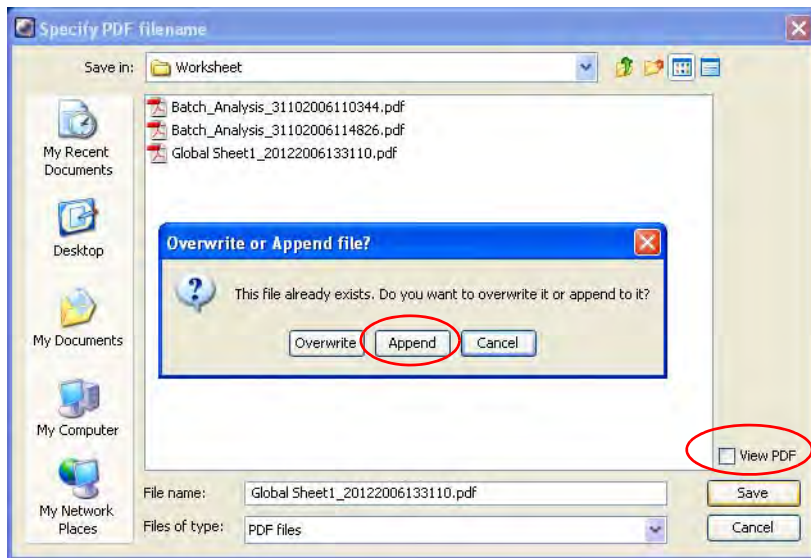 Specify PDF filename
Save in:
Worksheet
Batch_Analysis_31102006110344.pdf
Batch_Analysis_31102006114826.pdf
Global Sheet1_20122006133110.pdf
My Recent
Documents
Desktop
My Documents
My Computer
My Network
Places
Overwrite or Append file?
This file already exists. Do you want to overwrite it or append to it?
Overwrite
Append
Cancel
View PDF
File name:
Global Sheet1_20122006133110.pdf
Save
Files of type:
PDF files
Cancel